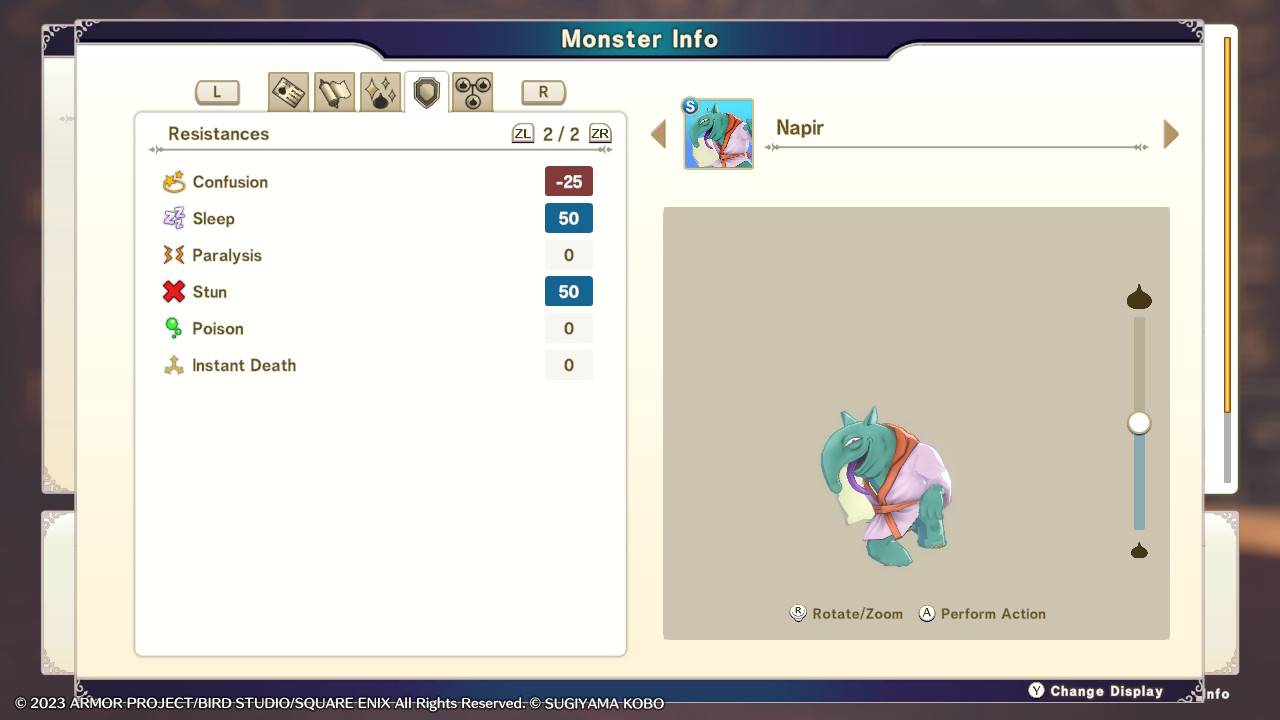 Monster Info
L
R
Resistances ZL 2 / 2 ZR
Confusion -25
Sleep 50
Paralysis 0
Stun 50
Poison 0
Instant Death 0
S
Napir
R Rotate/Zoom A Perform Action
Y Change Display
nfo
© 2023 ARMOR PROJECT/BIRD STUDIO/SQUARE ENIX All Rights Reserved. © SUGIYAMA KOBO